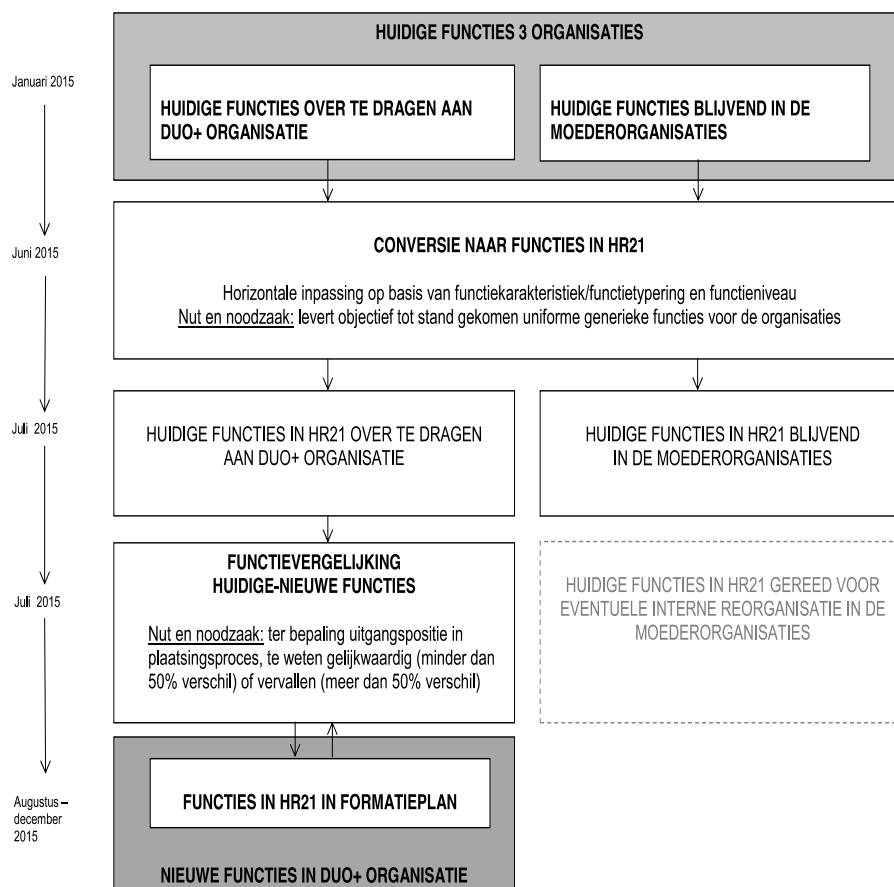 HUIDIGE FUNCTIES 3 ORGANISATIES
Januari 2015
HUIDIGE FUNCTIES OVER TE DRAGEN AAN
DUO+ ORGANISATIE
HUIDIGE FUNCTIES BLIJVEND IN DE
MOEDERORGANISATIES
Juni 2015
CONVERSIE NAAR FUNCTIES IN HR21
Horizontale inpassing op basis van functiekarakteristiek/functietypering en functieniveau
Nut en noodzaak: levert objectief tot stand gekomen uniforme generieke functies voor de organisaties
Juli 2015
HUIDIGE FUNCTIES IN HR21 OVER TE DRAGEN
AAN DUO+ ORGANISATIE
HUIDIGE FUNCTIES IN HR21 BLIJVEND
IN DE MOEDERORGANISATIES
Juli 2015
FUNCTIEVERGELIJKING
HUIDIGE-NIEUWE FUNCTIES
Nut en noodzaak: ter bepaling uitgangspositie in
plaatsingsproces, te weten gelijkwaardig (minder dan
50% verschil) of vervallen (meer dan 50% verschil)
HUIDIGE FUNCTIES IN HR21 GEREED VOOR
EVENTUELE INTERNE REORGANISATIE IN DE
MOEDERORGANISATIES
Augustus –
december
2015
FUNCTIES IN HR21 IN FORMATIEPLAN
NIEUWE FUNCTIES IN DUO+ ORGANISATIE